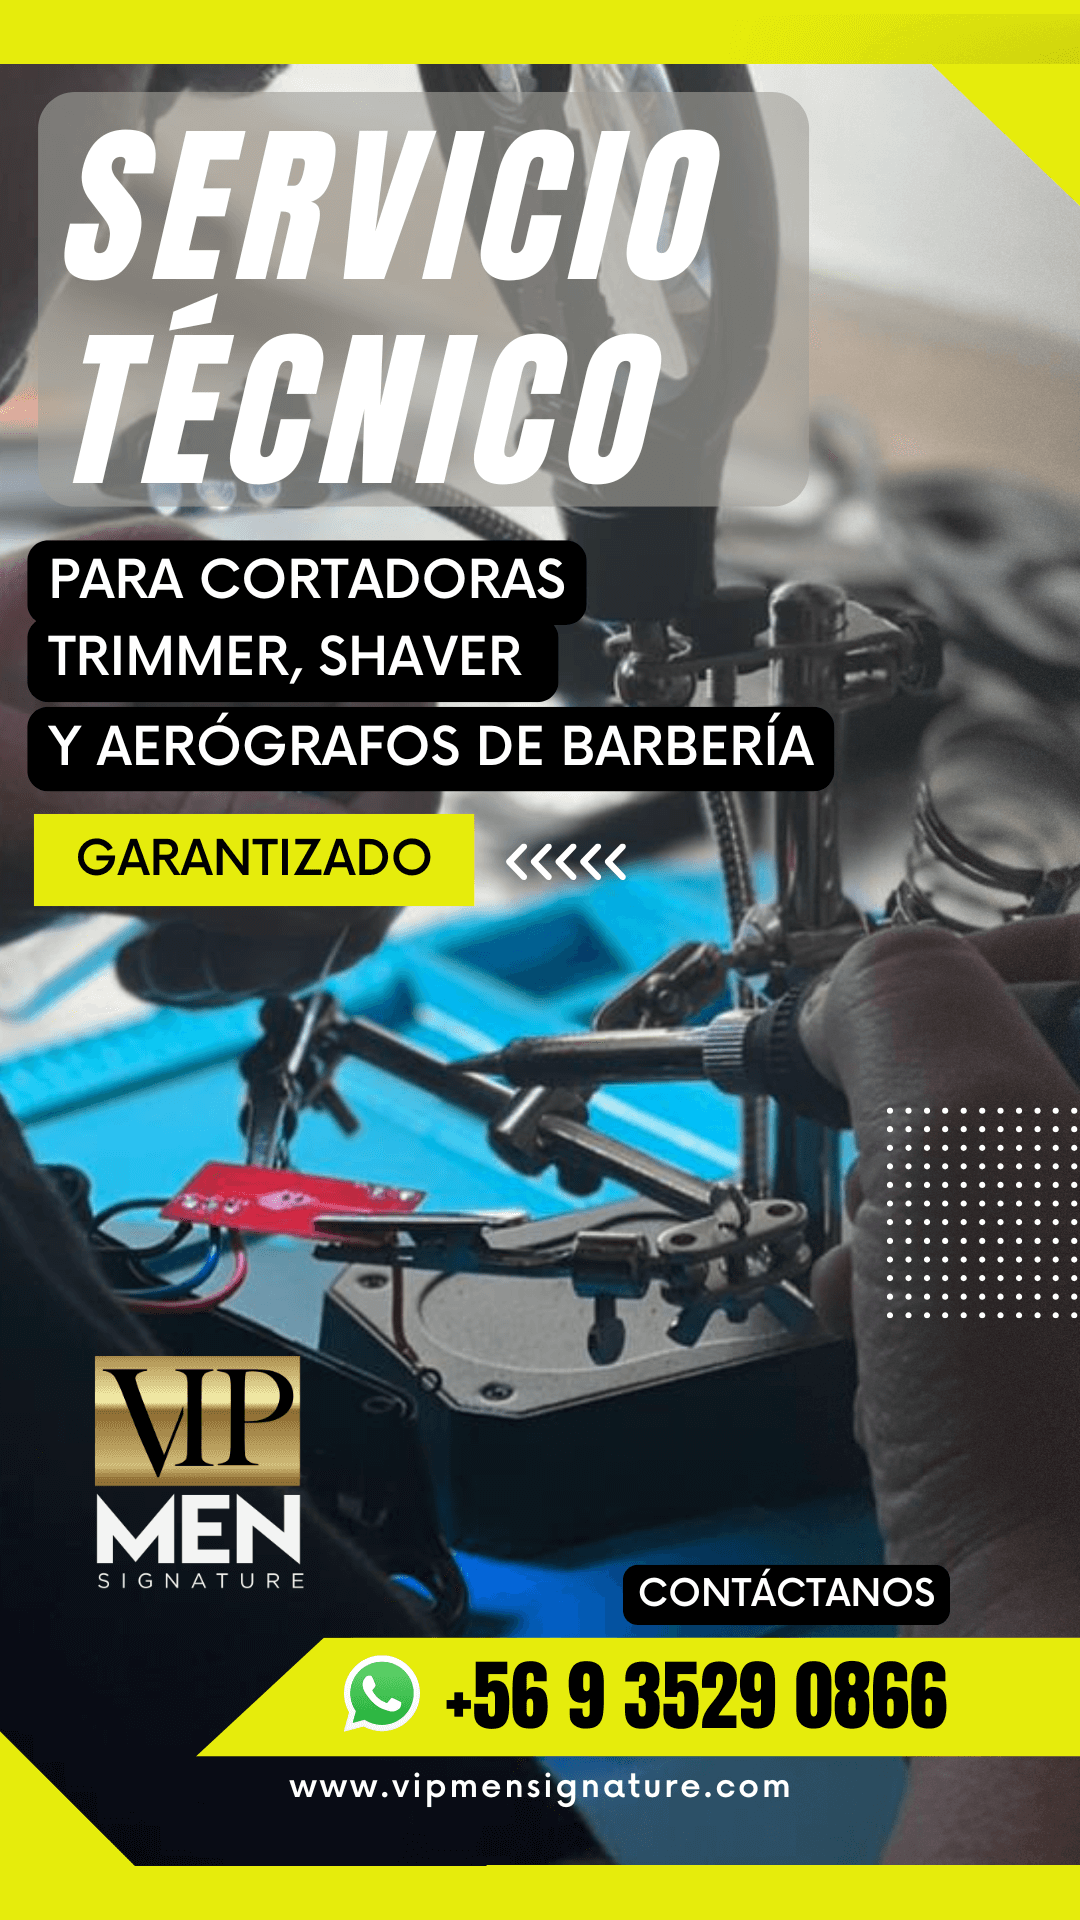 SERVICIO
TÉCNICO
PARA CORTADORAS
TRIMMER, SHAVER
Y AERÓGRAFOS DE BARBERÍA
GARANTIZADO
VIP
MEN
SIGNATURE
CONTÁCTANOS
+56 9 3529 0866
www.vipmensignature.com